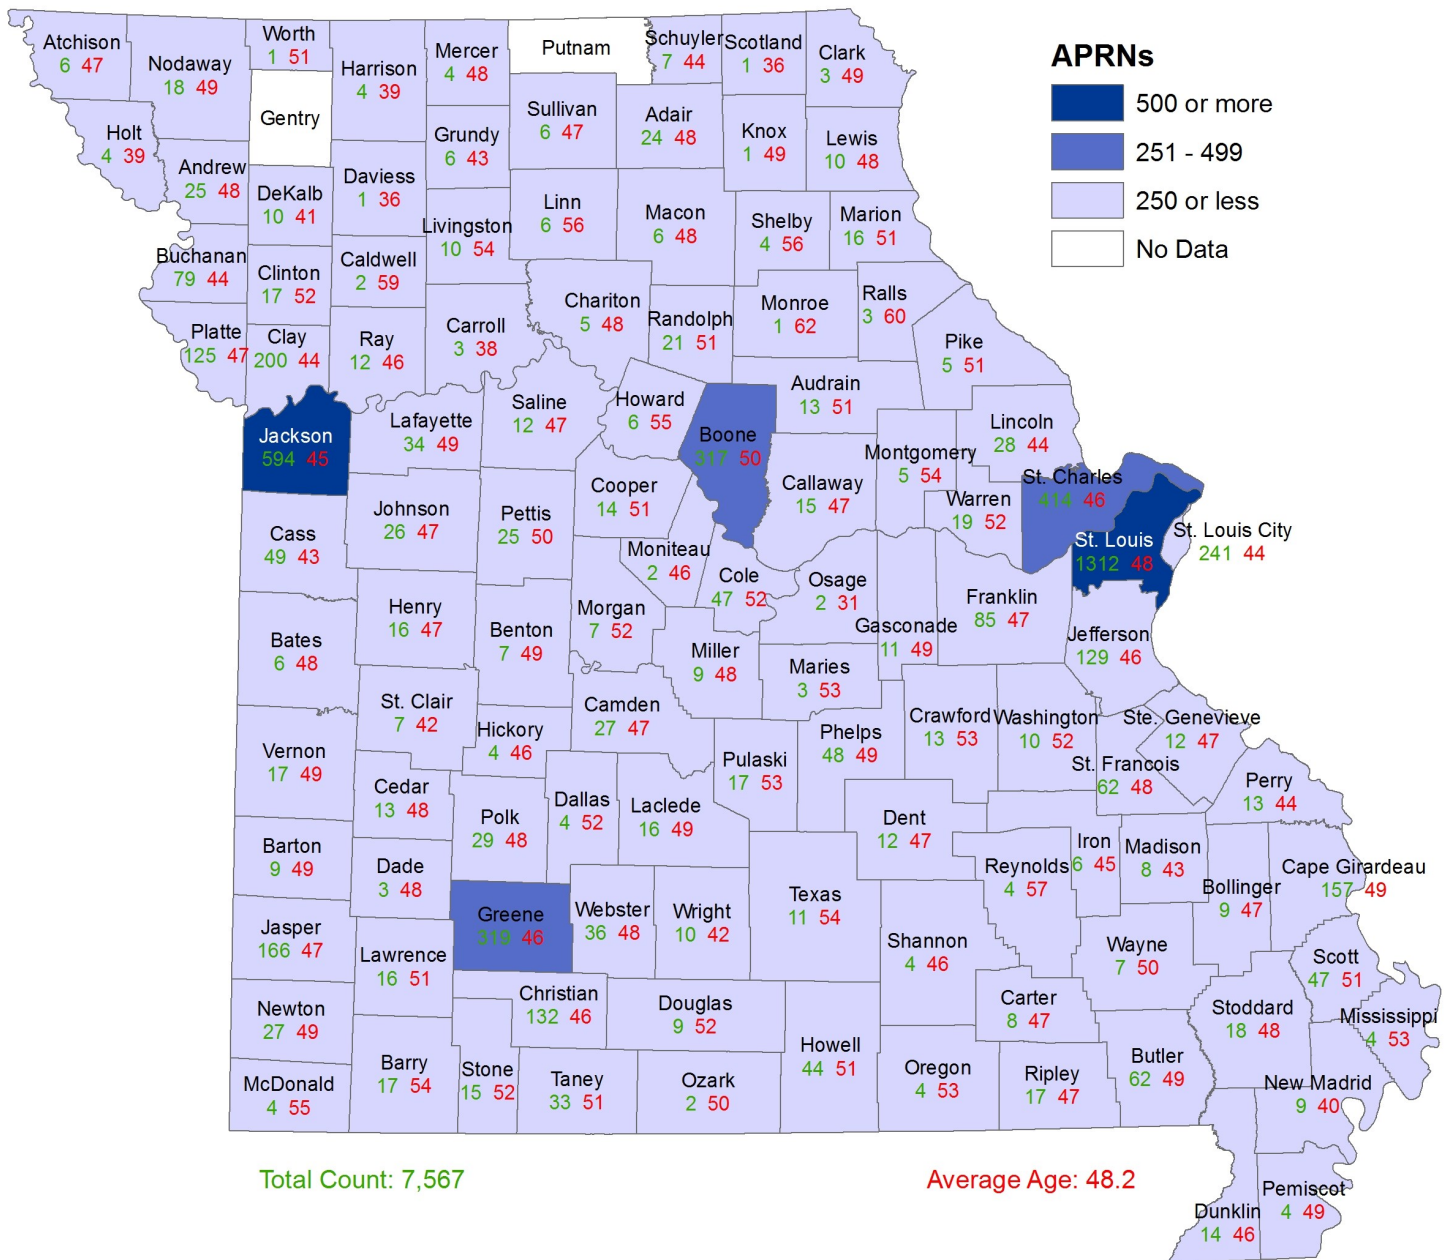 Atchison
6 47
Nodaway
18 49
Worth
1 51
Harrison
4 39
Mercer
4 48
Putnam
Schuyler
7 44
Scotland
1 36
Clark
3 49
APRNs
500 or more
251 - 499
250 or less
No Data
Holt
4 39
Andrew
25 48
Gentry
DeKalb
10 41
Daviess
1 36
Grundy
6 43
Sullivan
6 47
Adair
24 48
Knox
1 49
Lewis
10 48
Livingston
10 54
Linn
6 56
Macon
6 48
Shelby
4 56
Marion
16 51
Buchanan
79 44
Clinton
17 52
Caldwell
2 59
Platte
125 47
Clay
200 44
Ray
12 46
Carroll
3 38
Chariton
5 48
Randolph
21 51
Monroe
1 62
Ralls
3 60
Pike
5 51
Jackson
594 45
Lafayette
34 49
Saline
12 47
Howard
6 55
Boone
317 50
Audrain
13 51
Montgomery
5 54
Lincoln
28 44
Warren
19 52
St. Charles
414 46
St. Louis
1312 48
St. Louis City
241 44
Cass
49 43
Johnson
26 47
Pettis
25 50
Cooper
14 51
Moniteau
2 46
Callaway
15 47
Cole
47 52
Osage
2 31
Gasconade
11 49
Franklin
85 47
Jefferson
129 46
Bates
6 48
Henry
16 47
Benton
7 49
Morgan
7 52
Miller
9 48
Maries
3 53
St. Clair
7 42
Hickory
4 46
Camden
27 47
Pulaski
17 53
Phelps
48 49
Crawford
13 53
Washington
10 52
Ste. Genevieve
12 47
St. Francois
62 48
Perry
13 44
Vernon
17 49
Cedar
13 48
Polk
29 48
Dallas
4 52
Laclede
16 49
Dent
12 47
Iron
6 45
Madison
8 43
Reynolds
4 57
Bollinger
9 47
Cape Girardeau
157 49
Barton
9 49
Dade
3 48
Greene
319 46
Webster
36 48
Wright
10 42
Texas
11 54
Shannon
4 46
Wayne
7 50
Scott
47 51
Jasper
166 47
Lawrence
16 51
Christian
132 46
Douglas
9 52
Howell
44 51
Carter
8 47
Stoddard
18 48
Mississippi
4 53
Newton
27 49
McDonald
4 55
Barry
17 54
Stone
15 52
Taney
33 51
Ozark
2 50
Oregon
4 53
Ripley
17 47
Butler
62 49
New Madrid
9 40
Total Count: 7,567
Average Age: 48.2
Dunklin
14 46
Pemiscot
4 49